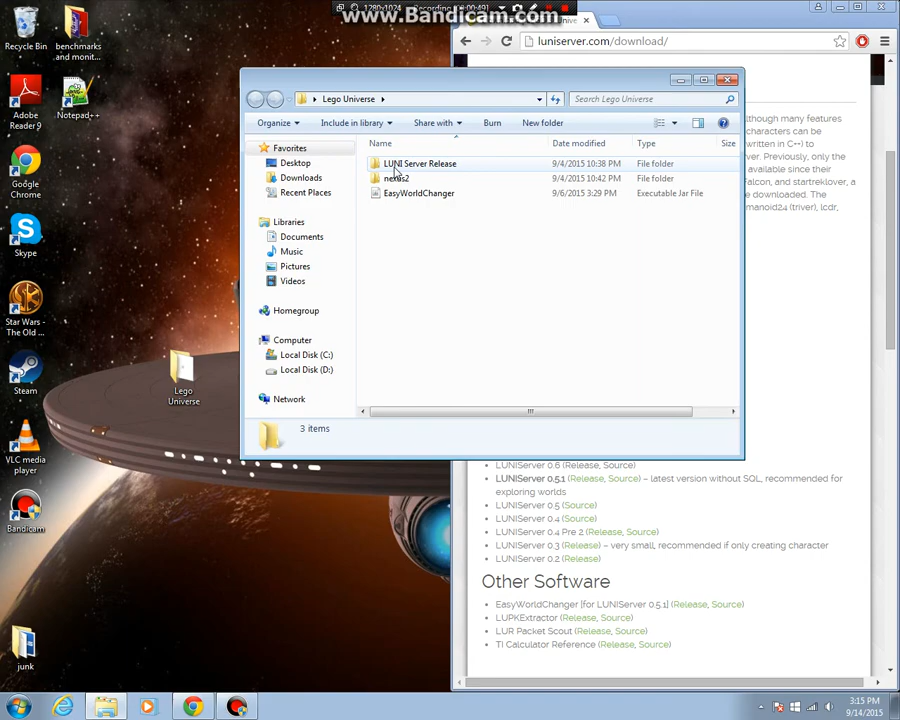 1280x1024
00:00:49
www.Bandicam.com
luniserver.com/download/
Recycle Bin
benchmarks
and monit...
Adobe
Reader 9
Notepad++
Google
Chrome
Skype
Star Wars -
The Old ...
Steam
VLC media
player
Bandicam
junk
Lego
Universe
Lego Universe
Search Lego Universe
Organize
Include in library
Share with
Burn
New folder
Name
Date modified
Type
Size
LUNI Server Release
9/4/2015 10:38 PM
File folder
9/4/2015 10:42 PM
File folder
EasyWorldChanger
9/6/2015 3:29 PM
Executable Jar File
Favorites
Desktop
Downloads
Recent Places
Libraries
Documents
Music
Pictures
Videos
Homegroup
Computer
Local Disk (C:)
Local Disk (D:)
Network
3 items
although many features
characters can be
written in C++) to
Previously, only the
available since their
Falcon, and startreklover, a
be downloaded. The
manoid24 (triver), lcdr,
LUNIServer 0.6 (Release, Source)
LUNIServer 0.5.1 (Release, Source) – latest version without SQL, recommended for
exploring worlds
LUNIServer 0.5 (Source)
LUNIServer 0.4 (Source)
LUNIServer 0.4 Pre 2 (Release, Source)
LUNIServer 0.3 (Release) – very small, recommended if only creating character
LUNIServer 0.2 (Release)
Other Software
EasyWorldChanger [for LUNIServer 0.5.1] (Release, Source)
LUPKExtractor (Release, Source)
LUR Packet Scout (Release, Source)
TI Calculator Reference (Release, Source)
3:15 PM
9/14/2015